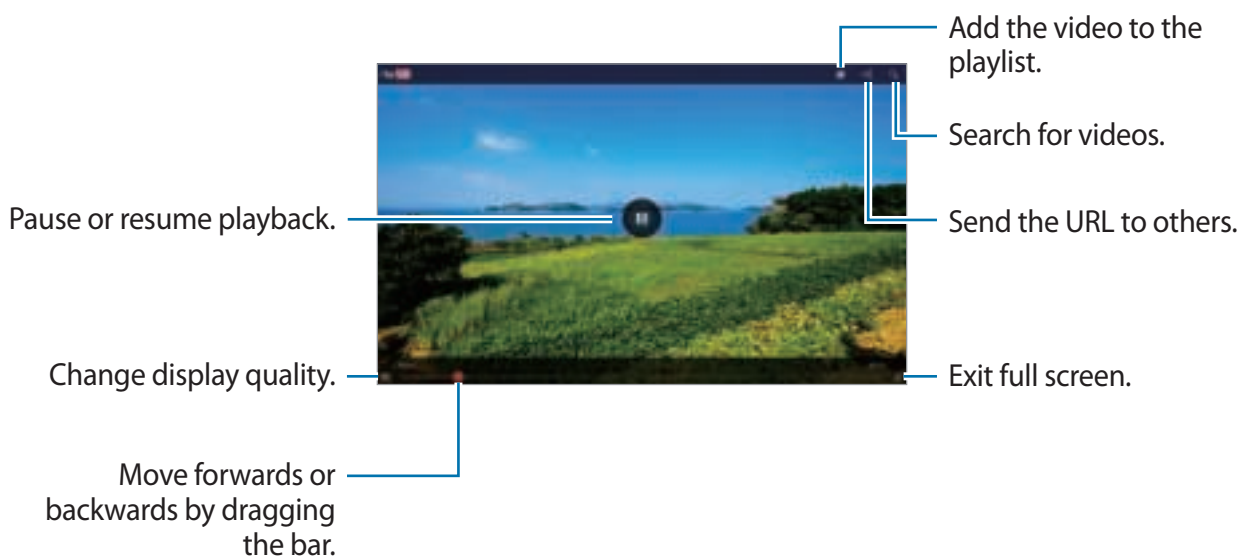 Add the video to the
playlist.
Search for videos.
Pause or resume playback.
Send the URL to others.
Change display quality.
Exit full screen.
Move forwards or
backwards by dragging
the bar.